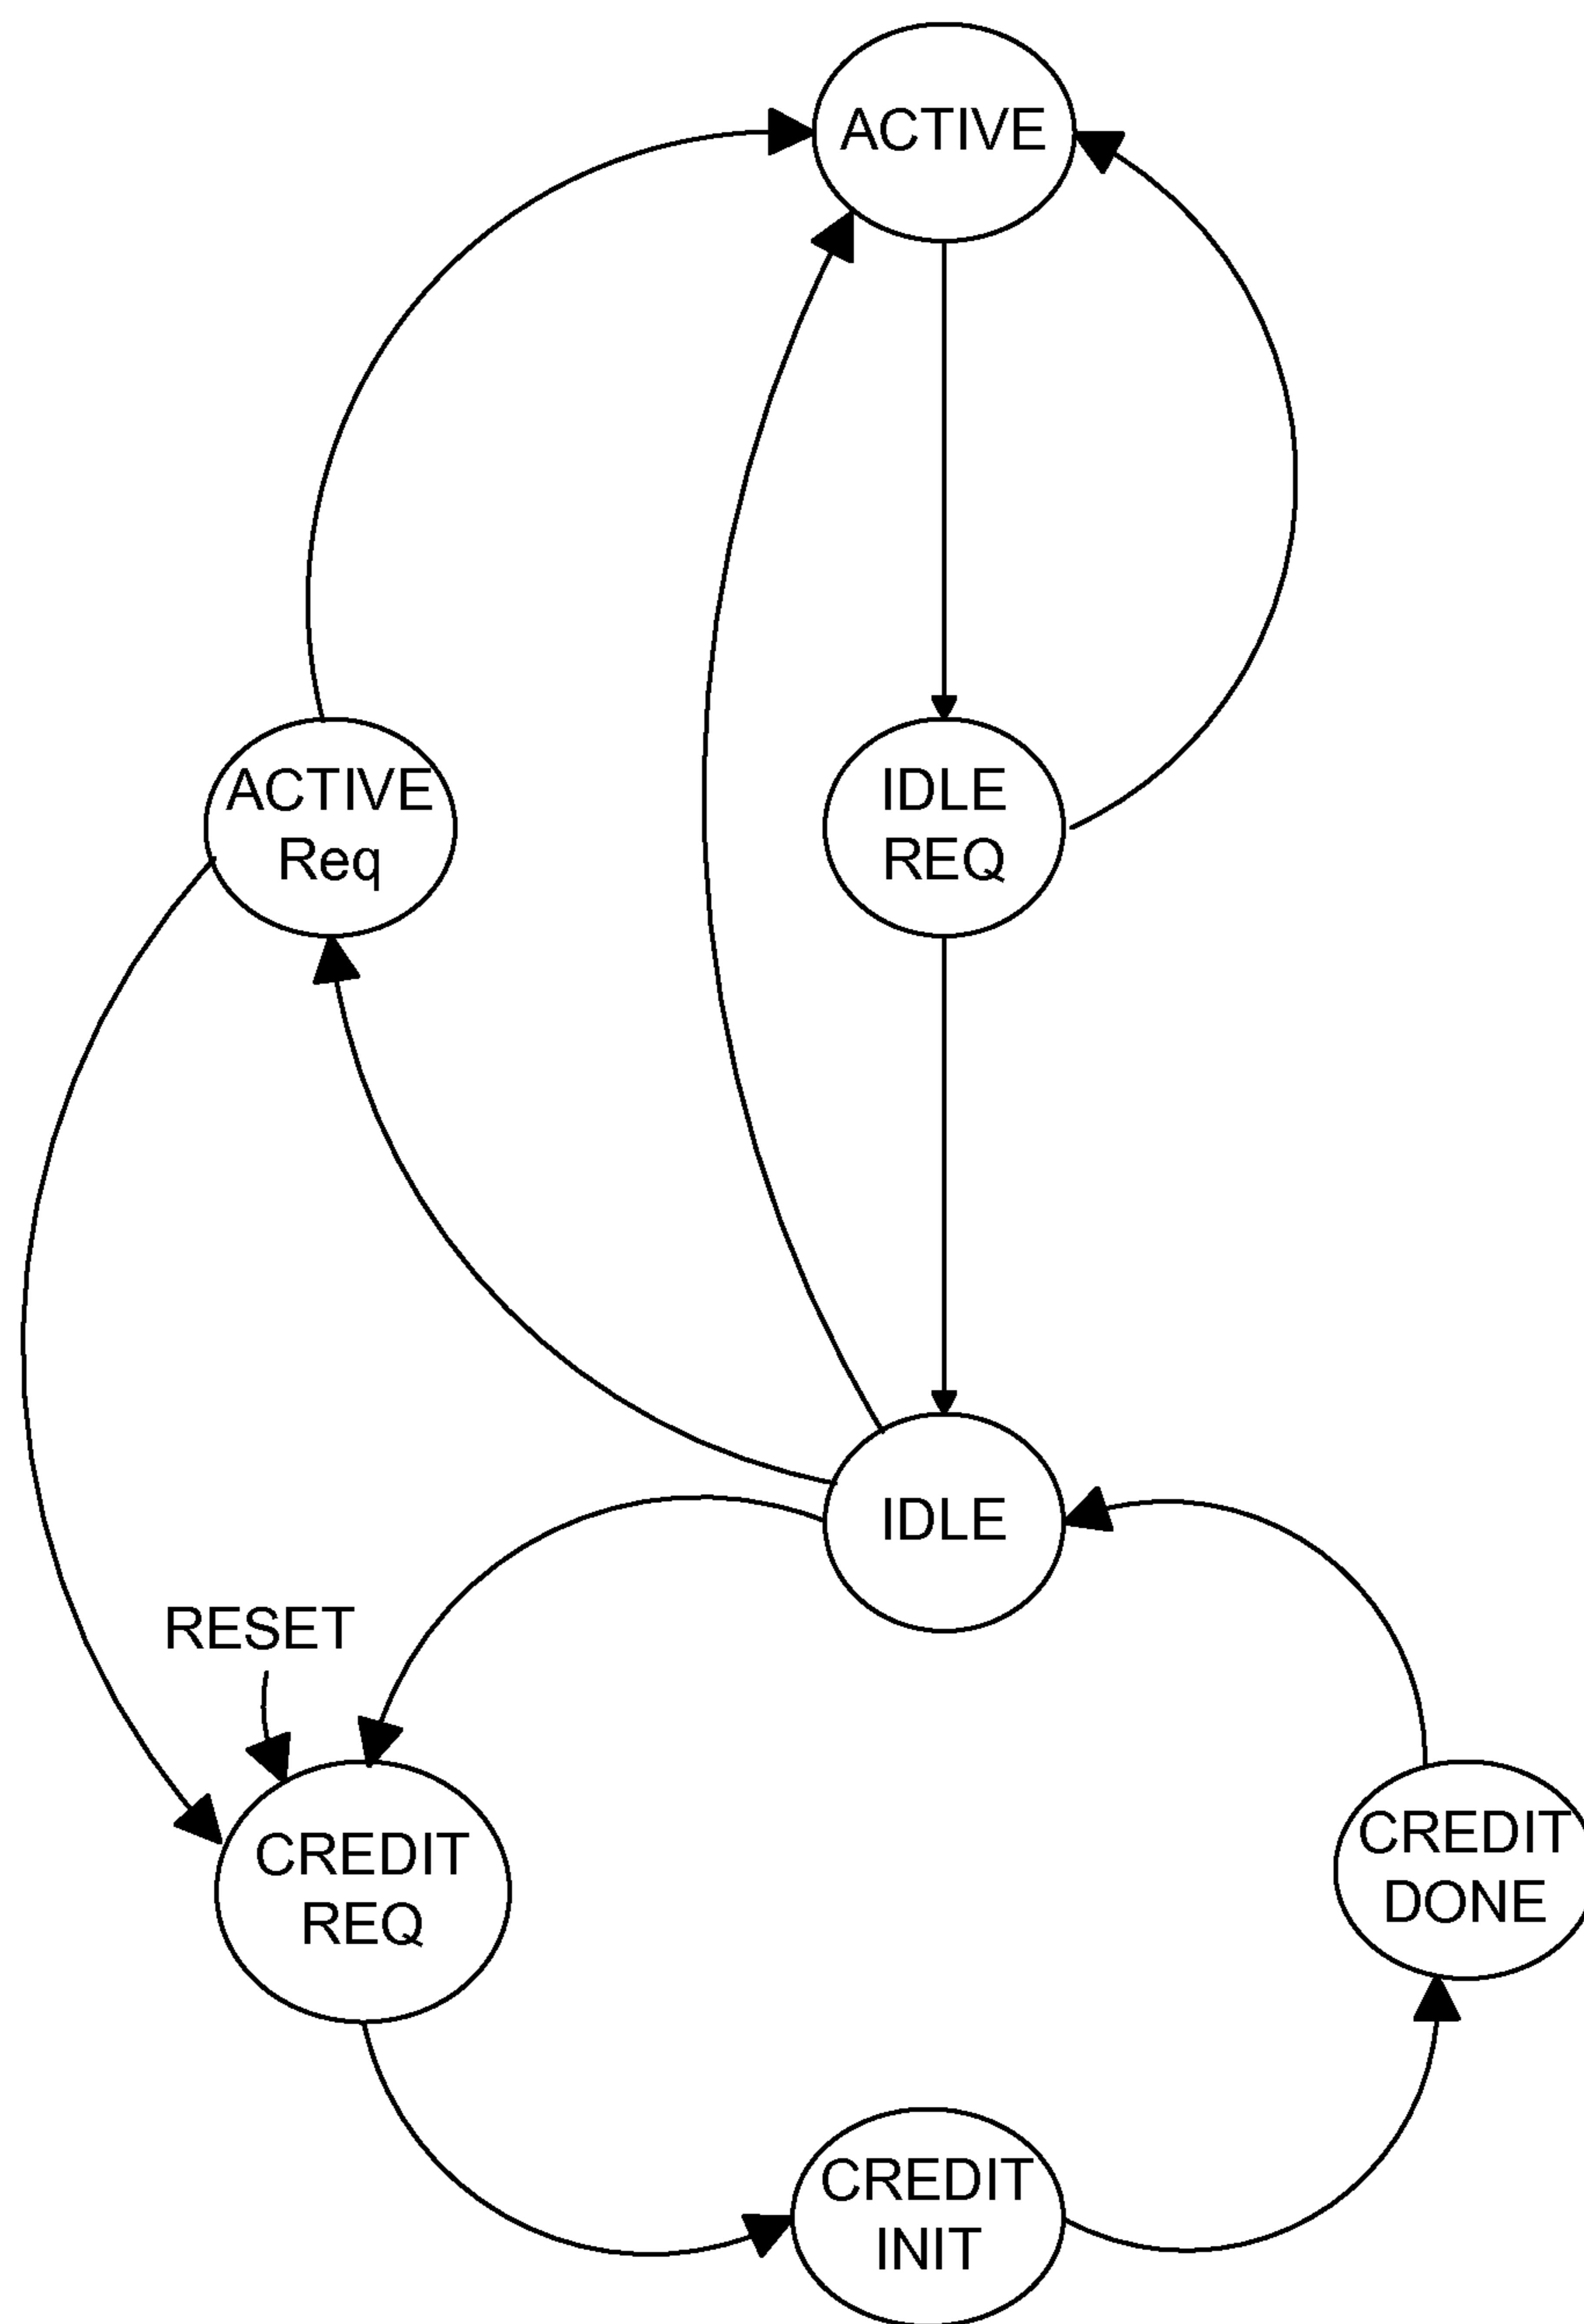 ACTIVE
ACTIVE
Req
IDLE
REQ
IDLE
RESET
CREDIT
REQ
CREDIT
DONE
CREDIT
INIT